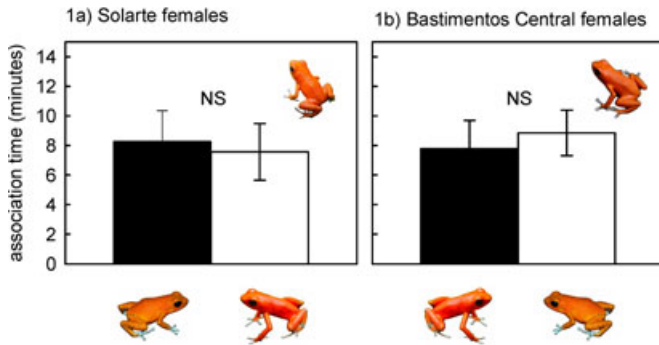 1a) Solarte females
1b) Bastimentos Central females
association time (minutes)
14
12
10
8
6
4
2
0
NS
NS